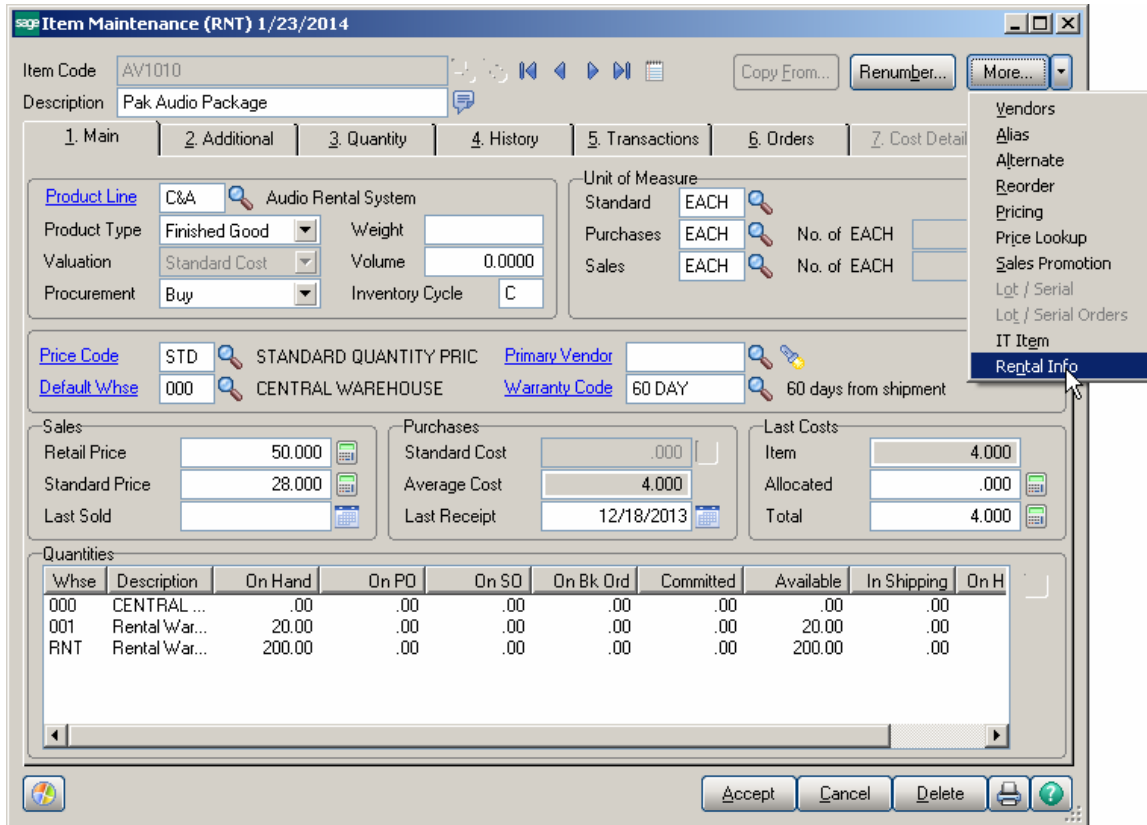 sage Item Maintenance (RNT) 1/23/2014
Item Code AV1010 Copy From... Renumber... More...
Description Pak Audio Package
1. Main 2. Additional 3. Quantity 4. History 5. Transactions 6. Orders 7. Cost Detail
Vendors
Alias
Alternate
Reorder
Pricing
Price Lookup
Sales Promotion
Lot / Serial
Lot / Serial Orders
IT Item
Rental Info
Product Line C&A Audio Rental System
Product Type Finished Good Weight
Valuation Standard Cost Volume 0.0000
Procurement Buy Inventory Cycle C
Unit of Measure
Standard EACH
Purchases EACH No. of EACH
Sales EACH No. of EACH
Price Code STD STANDARD QUANTITY PRIC Primary Vendor
Default Whse 000 CENTRAL WAREHOUSE Warranty Code 60 DAY 60 days from shipment
Sales
Retail Price 50.000
Standard Price 28.000
Last Sold
Purchases
Standard Cost .000
Average Cost 4.000
Last Receipt 12/18/2013
Last Costs
Item 4.000
Allocated .000
Total 4.000
Quantities
Whse Description On Hand On PO On SO On Bk Ord Committed Available In Shipping On H
000 CENTRAL ... .00 .00 .00 .00 .00 .00 .00
001 Rental War... 20.00 .00 .00 .00 .00 20.00 .00
RNT Rental War... 200.00 .00 .00 .00 .00 200.00 .00
Accept Cancel Delete